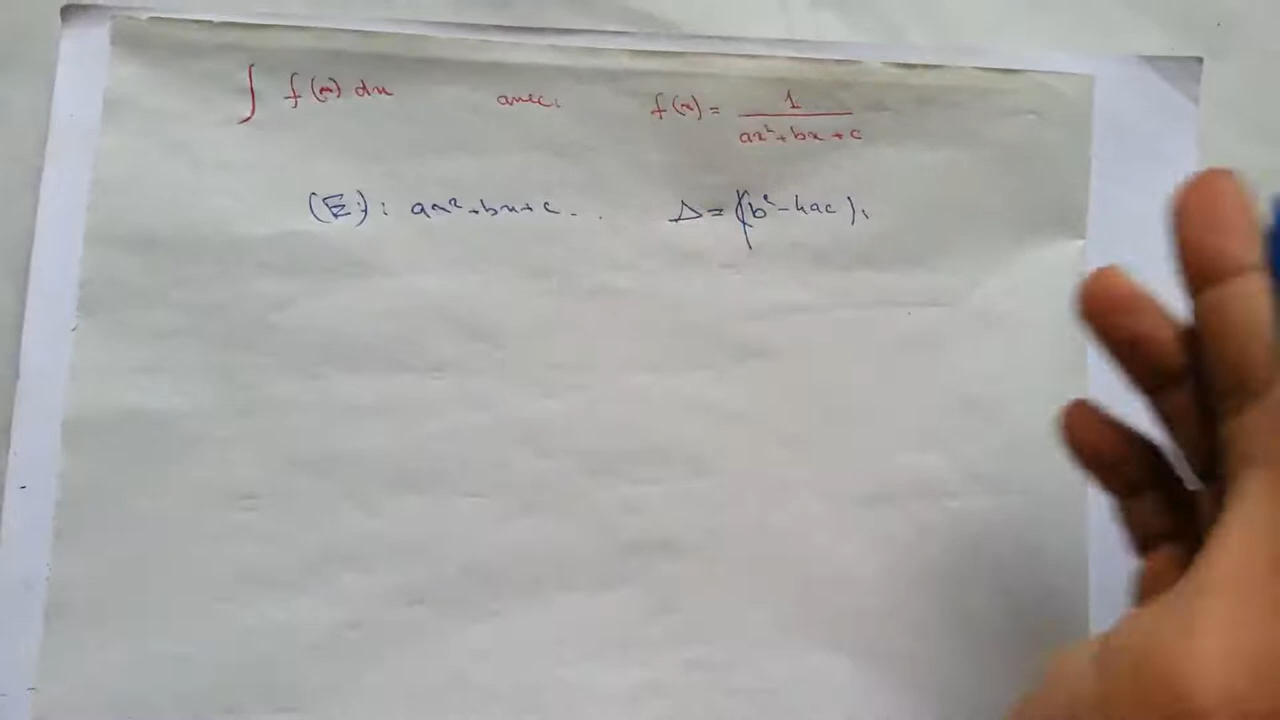 ∫ f(x) dx avec: f(x) = 1/(ax²+bx+c)
(E): ax²+bx+c... Δ = (b²-4ac):